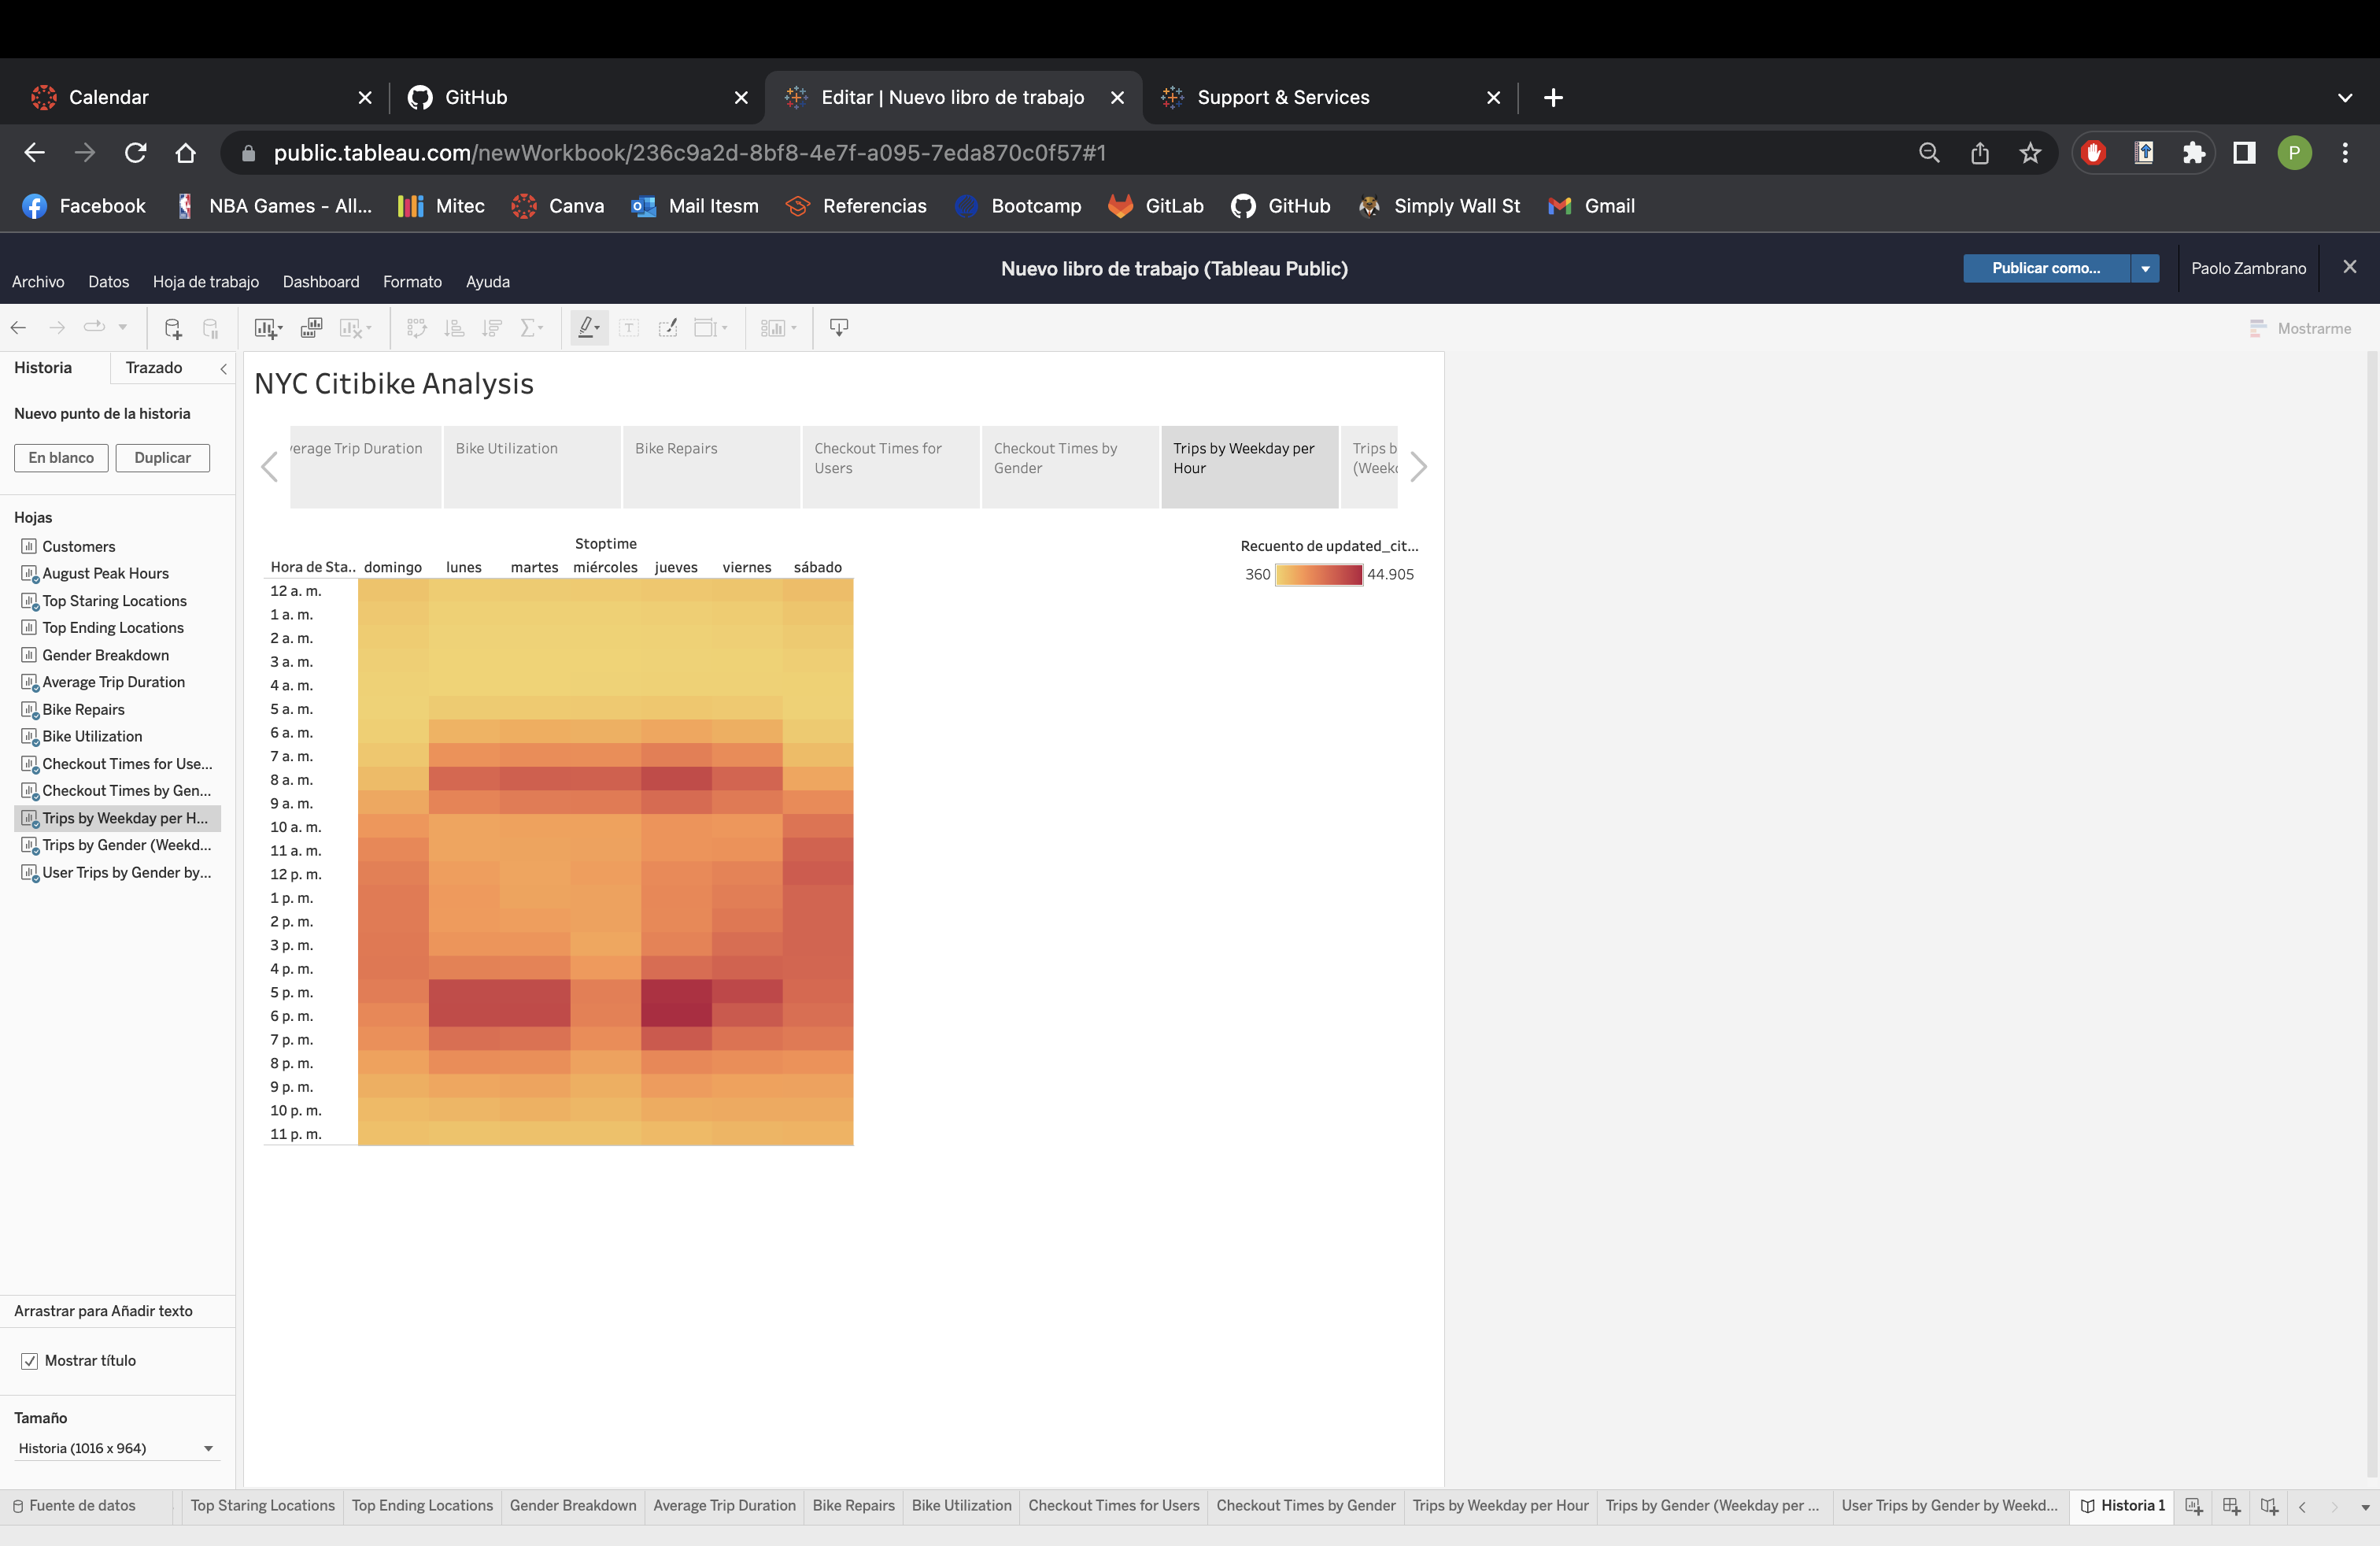 Calendar
GitHub
Editar | Nuevo libro de trabajo
Support & Services
public.tableau.com/newWorkbook/236c9a2d-8bf8-4e7f-a095-7eda870c0f57#1
P
Facebook
NBA Games - All...
Mitec
Canva
Mail Itesm
Referencias
Bootcamp
GitLab
GitHub
Simply Wall St
Gmail
Nuevo libro de trabajo (Tableau Public)
Publicar como...
Paolo Zambrano
Archivo
Datos
Hoja de trabajo
Dashboard
Formato
Ayuda
Mostrarme
Historia
Trazado
Nuevo punto de la historia
En blanco
Duplicar
Hojas
Customers
August Peak Hours
Top Staring Locations
Top Ending Locations
Gender Breakdown
Average Trip Duration
Bike Repairs
Bike Utilization
Checkout Times for Use...
Checkout Times by Gen...
Trips by Weekday per H...
Trips by Gender (Weekd...
User Trips by Gender by...
Arrastrar para Añadir texto
Mostrar título
Tamaño
Historia (1016 x 964)
NYC Citibike Analysis
verage Trip Duration
Bike Utilization
Bike Repairs
Checkout Times for
Users
Checkout Times by
Gender
Trips by Weekday per
Hour
Trips b
(Week
Stoptime
Hora de Sta..
domingo
lunes
martes
miércoles
jueves
viernes
sábado
12 a. m.
1 a. m.
2 a. m.
3 a. m.
4 a. m.
5 a. m.
6 a. m.
7 a. m.
8 a. m.
9 a. m.
10 a. m.
11 a. m.
12 p. m.
1 p. m.
2 p. m.
3 p. m.
4 p. m.
5 p. m.
6 p. m.
7 p. m.
8 p. m.
9 p. m.
10 p. m.
11 p. m.
Recuento de updated_cit...
360
44.905
Fuente de datos
Top Staring Locations
Top Ending Locations
Gender Breakdown
Average Trip Duration
Bike Repairs
Bike Utilization
Checkout Times for Users
Checkout Times by Gender
Trips by Weekday per Hour
Trips by Gender (Weekday per ...
User Trips by Gender by Weekd...
Historia 1